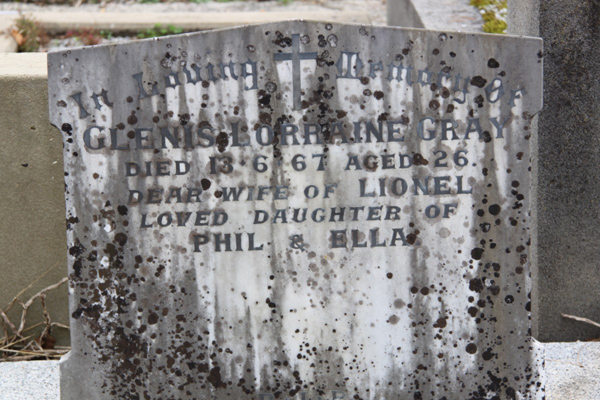 In Loving Memory Of
GLENIS LORRAINE GRAY
DIED 13·6·67 AGED 26.
DEAR WIFE OF LIONEL
LOVED DAUGHTER OF
PHIL & ELLA